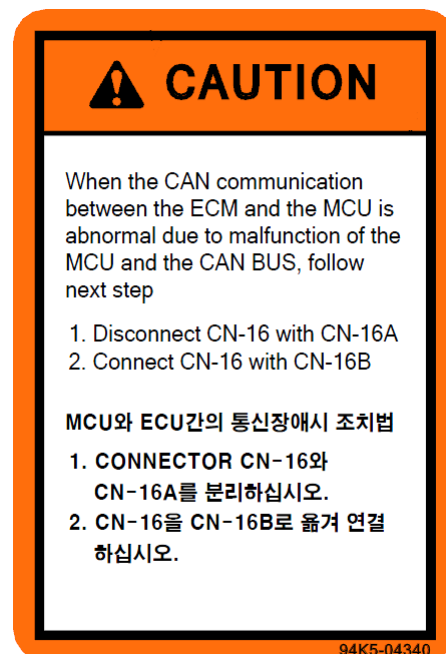 CAUTION
When the CAN communication
between the ECM and the MCU is
abnormal due to malfunction of the
MCU and the CAN BUS, follow
next step
1. Disconnect CN-16 with CN-16A
2. Connect CN-16 with CN-16B
MCU와 ECU간의 통신장애시 조치법
1. CONNECTOR CN-16와
CN-16A를 분리하십시오.
2. CN-16을 CN-16B로 옮겨 연결
하십시오.
94K5-04340